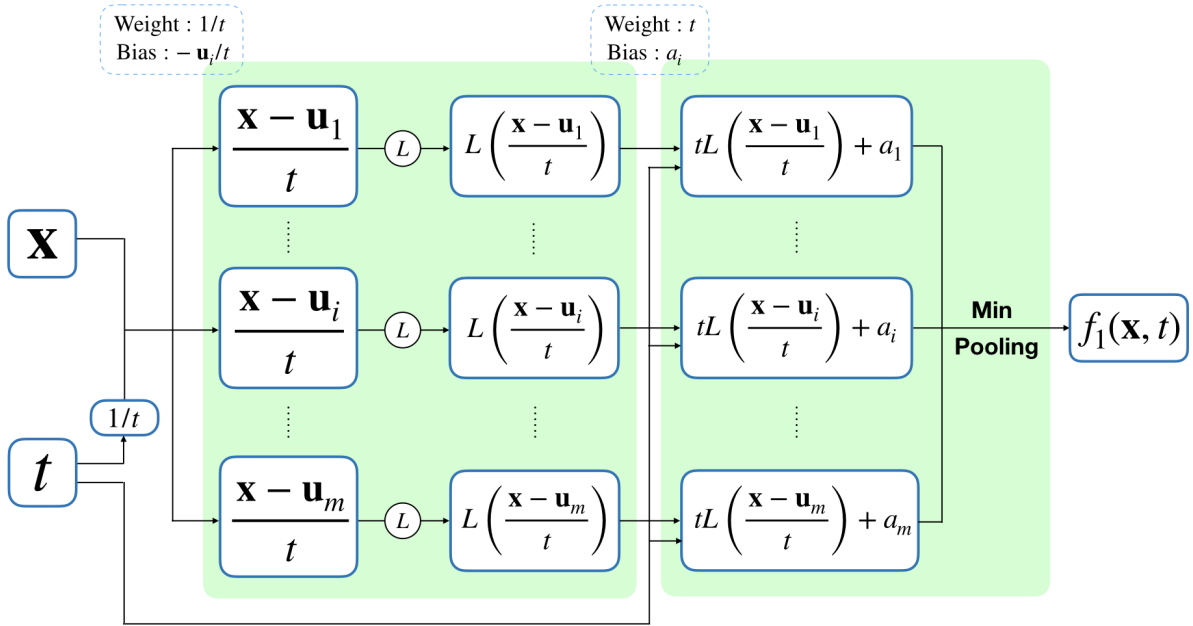 Weight : 1/t
Bias : − u_i/t
Weight : t
Bias : a_i
x
t
1/t
(x − u_1)/t
L
L((x − u_1)/t)
tL((x − u_1)/t) + a_1
(x − u_i)/t
L
L((x − u_i)/t)
tL((x − u_i)/t) + a_i
(x − u_m)/t
L
L((x − u_m)/t)
tL((x − u_m)/t) + a_m
Min
Pooling
f_1(x, t)